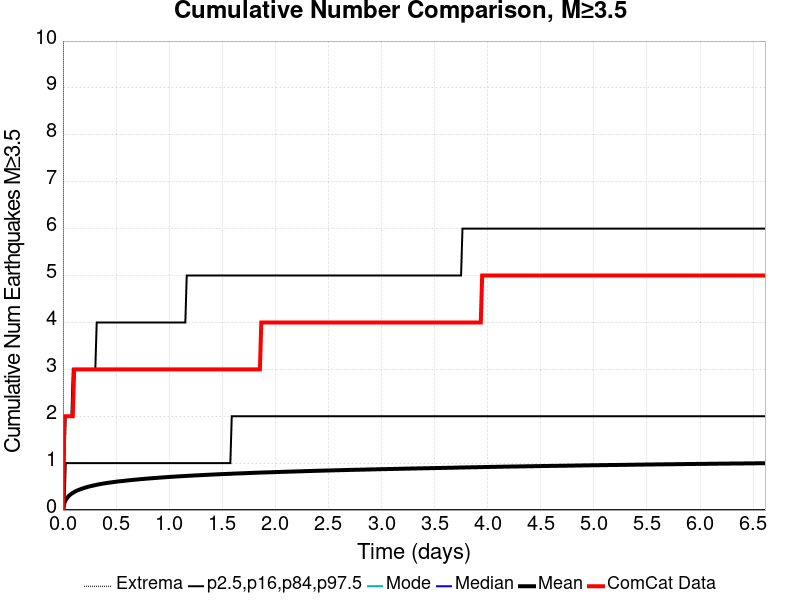 Cumulative Number Comparison, M≥3.5
Cumulative Num Earthquakes M≥3.5
10
9
8
7
6
5
4
3
2
1
0
0.0 0.5 1.0 1.5 2.0 2.5 3.0 3.5 4.0 4.5 5.0 5.5 6.0 6.5
Time (days)
Extrema p2.5,p16,p84,p97.5 Mode Median Mean ComCat Data